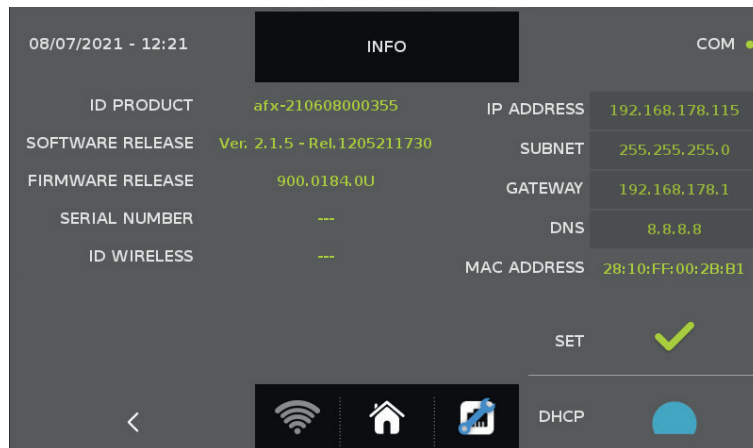 08/07/2021 - 12:21
INFO
COM
ID PRODUCT afx-210608000355
SOFTWARE RELEASE Ver. 2.1.5 - Rel.1205211730
FIRMWARE RELEASE 900.0184.0U
SERIAL NUMBER ---
ID WIRELESS ---
IP ADDRESS 192.168.178.115
SUBNET 255.255.255.0
GATEWAY 192.168.178.1
DNS 8.8.8.8
MAC ADDRESS 28:10:FF:00:2B:B1
SET
DHCP